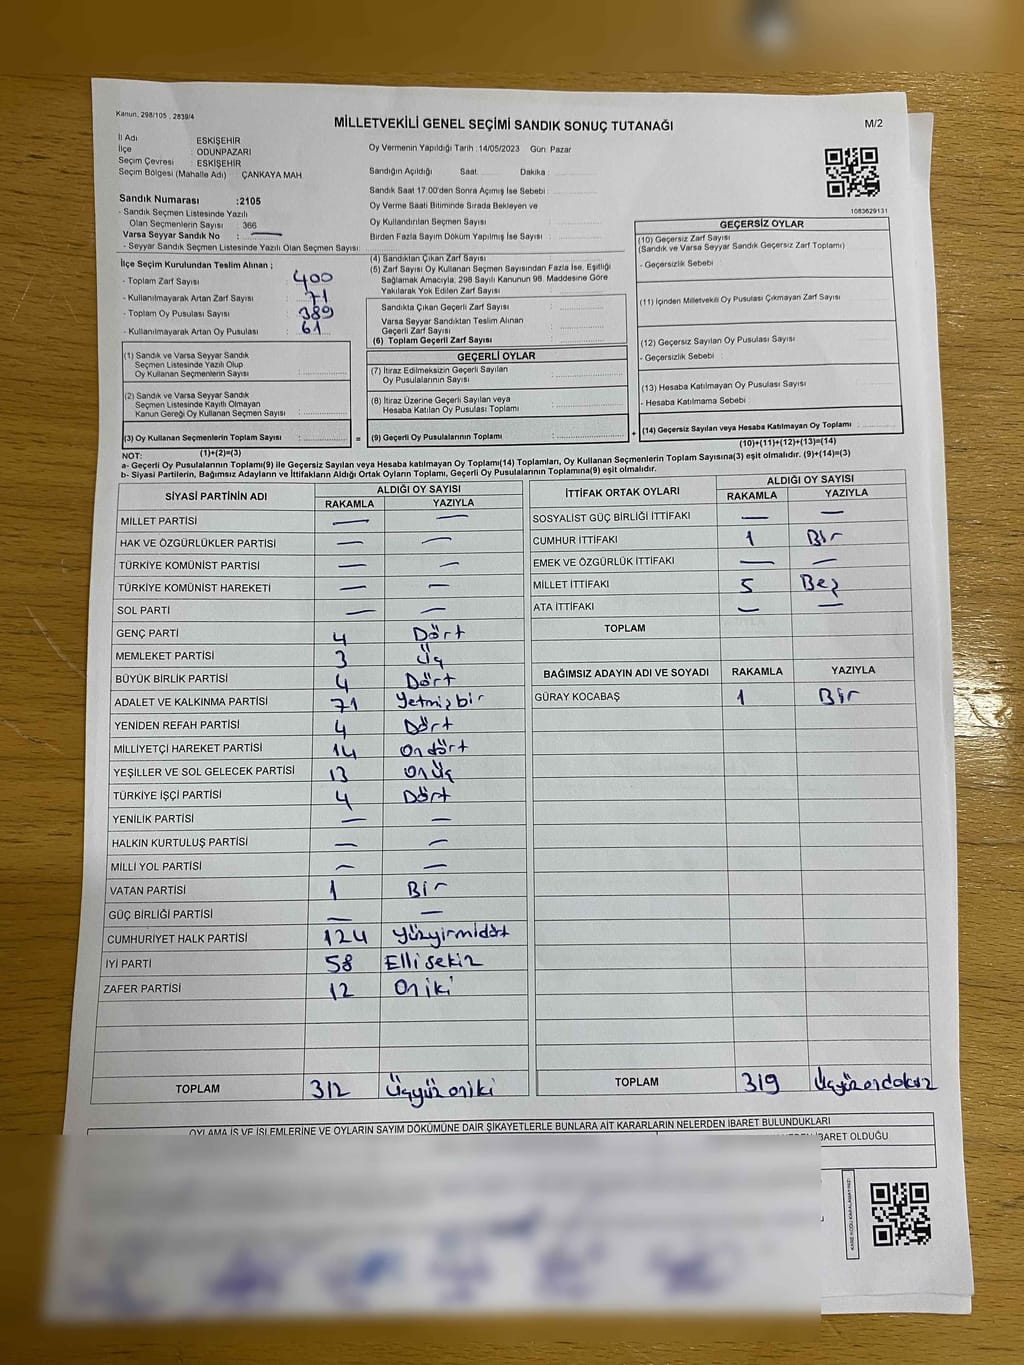 Kanun, 298/105 , 2839/4
MİLLETVEKİLİ GENEL SEÇİMİ SANDIK SONUÇ TUTANAĞI
M/2
İl Adı ESKİŞEHİR
İlçe ODUNPAZARI
Seçim Çevresi : ESKİŞEHİR
Seçim Bölgesi (Mahalle Adı) : ÇANKAYA MAH.
Oy Vermenin Yapıldığı Tarih :14/05/2023 Gün Pazar
Sandığın Açıldığı Saat: Dakika:
Sandık Saat 17.00'den Sonra Açımış İse Sebebi :
Oy Verme Saati Bitiminde Sırada Bekleyen ve
Oy Kullandırılan Seçmen Sayısı :
Birden Fazla Sayım Döküm Yapılmış İse Sayısı :
1083629131
Sandık Numarası :2105
- Sandık Seçmen Listesinde Yazılı
Olan Seçmenlerin Sayısı : 366
Varsa Seyyar Sandık No : —
- Seyyar Sandık Seçmen Listesinde Yazılı Olan Seçmen Sayısı:
İlçe Seçim Kurulundan Teslim Alınan ;
- Toplam Zarf Sayısı : 400
- Kullanılmayarak Artan Zarf Sayısı : 71
- Toplam Oy Pusulası Sayısı : 389
- Kullanılmayarak Artan Oy Pusulası : 61
(1) Sandık ve Varsa Seyyar Sandık
Seçmen Listesinde Yazılı Olup
Oy Kullanan Seçmenlerin Sayısı :
(2) Sandık ve Varsa Seyyar Sandık
Seçmen Listesinde Kayıtlı Olmayan
Kanun Gereği Oy Kullanan Seçmen Sayısı :
(3) Oy Kullanan Seçmenlerin Toplam Sayısı :
(1)+(2)=(3)
(4) Sandıktan Çıkan Zarf Sayısı :
(5) Zarf Sayısı Oy Kullanan Seçmen Sayısından Fazla İse, Eşitliği
Sağlamak Amacıyla, 298 Sayılı Kanunun 98. Maddesine Göre
Yakılarak Yok Edilen Zarf Sayısı :
Sandıkta Çıkan Geçerli Zarf Sayısı :
Varsa Seyyar Sandıktan Teslim Alınan
Geçerli Zarf Sayısı :
(6) Toplam Geçerli Zarf Sayısı :
GEÇERLİ OYLAR
(7) İtiraz Edilmeksizin Geçerli Sayılan
Oy Pusulalarının Sayısı :
(8) İtiraz Üzerine Geçerli Sayılan veya
Hesaba Katılan Oy Pusulası Toplamı :
= (9) Geçerli Oy Pusulalarının Toplamı :
GEÇERSİZ OYLAR
(10) Geçersiz Zarf Sayısı :
(Sandık ve Varsa Seyyar Sandık Geçersiz Zarf Toplamı)
- Geçersizlik Sebebi :
(11) İçinden Milletvekili Oy Pusulası Çıkmayan Zarf Sayısı :
(12) Geçersiz Sayılan Oy Pusulası Sayısı :
- Geçersizlik Sebebi :
(13) Hesaba Katılmayan Oy Pusulası Sayısı :
- Hesaba Katılmama Sebebi :
+ (14) Geçersiz Sayılan veya Hesaba Katılmayan Oy Toplamı :
(10)+(11)+(12)+(13)=(14)
NOT:
a- Geçerli Oy Pusulalarının Toplamı(9) ile Geçersiz Sayılan veya Hesaba katılmayan Oy Toplamı(14) Toplamları, Oy Kullanan Seçmenlerin Toplam Sayısına(3) eşit olmalıdır. (9)+(14)=(3)
b- Siyasi Partilerin, Bağımsız Adayların ve İttifakların Aldığı Ortak Oyların Toplamı, Geçerli Oy Pusulalarının Toplamına(9) eşit olmalıdır.
SİYASİ PARTİNİN ADI ALDIĞI OY SAYISI
RAKAMLA YAZIYLA
MİLLET PARTİSİ — —
HAK VE ÖZGÜRLÜKLER PARTİSİ — —
TÜRKİYE KOMÜNİST PARTİSİ — —
TÜRKİYE KOMÜNİST HAREKETİ — —
SOL PARTİ — —
GENÇ PARTİ 4 Dört
MEMLEKET PARTİSİ 3 Üç
BÜYÜK BİRLİK PARTİSİ 4 Dört
ADALET VE KALKINMA PARTİSİ 71 Yetmişbir
YENİDEN REFAH PARTİSİ 4 Dört
MİLLİYETÇİ HAREKET PARTİSİ 14 Ondört
YEŞİLLER VE SOL GELECEK PARTİSİ 13 Onüç
TÜRKİYE İŞÇİ PARTİSİ 4 Dört
YENİLİK PARTİSİ — —
HALKIN KURTULUŞ PARTİSİ — —
MİLLİ YOL PARTİSİ — —
VATAN PARTİSİ 1 Bir
GÜÇ BİRLİĞİ PARTİSİ — —
CUMHURİYET HALK PARTİSİ 124 Yüzyirmidört
İYİ PARTİ 58 Ellisekiz
ZAFER PARTİSİ 12 Oniki
TOPLAM 312 Üçyüzoniki
İTTİFAK ORTAK OYLARI ALDIĞI OY SAYISI
RAKAMLA YAZIYLA
SOSYALİST GÜÇ BİRLİĞİ İTTİFAKI — —
CUMHUR İTTİFAKI 1 Bir
EMEK VE ÖZGÜRLÜK İTTİFAKI — —
MİLLET İTTİFAKI 5 Beş
ATA İTTİFAKI — —
TOPLAM
BAĞIMSIZ ADAYIN ADI VE SOYADI RAKAMLA YAZIYLA
GÜRAY KOCABAŞ 1 Bir
TOPLAM 319 Üçyüzondokuz
OYLAMA İŞ VE İŞLEMLERİNE VE OYLARIN SAYIM DÖKÜMÜNE DAİR ŞİKAYETLERLE BUNLARA AİT KARARLARIN NELERDEN İBARET BULUNDUKLARI
İBARET OLDUĞU